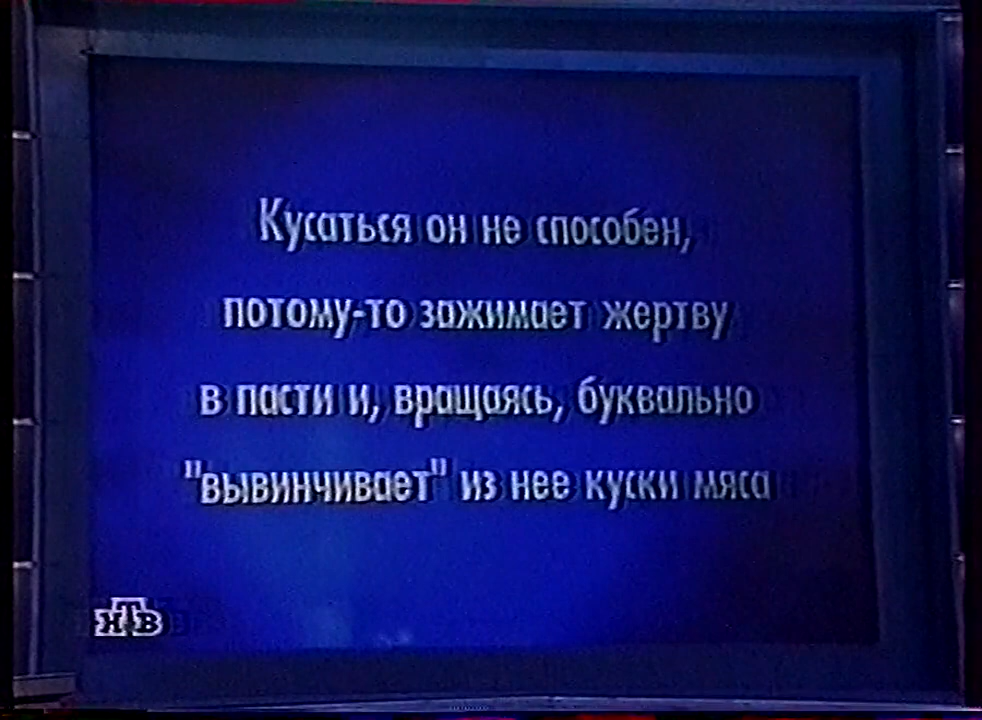 Кусаться он не способен,
потому-то зажимает жертву
в пасти и, вращаясь, буквально
"вывинчивает" из нее куски мяса
НТВ